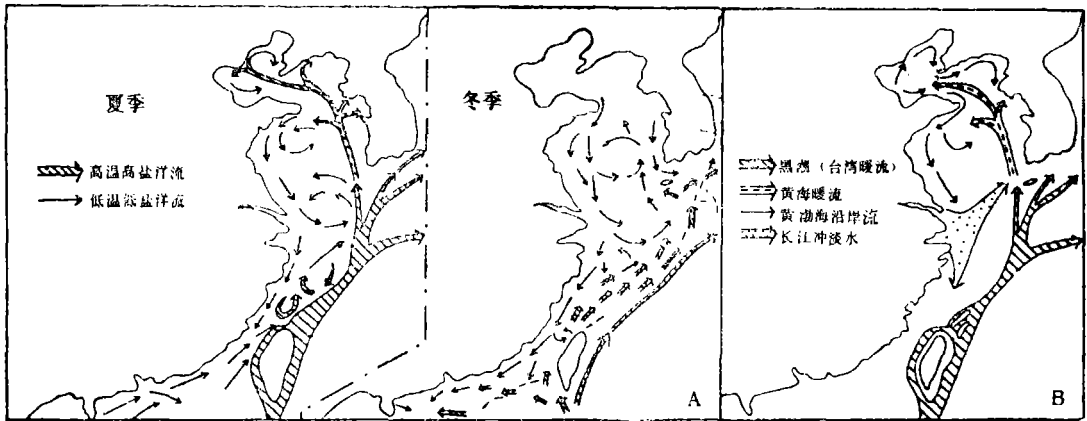 夏季
高温高盐洋流
低温低盐洋流
冬季
A
黑潮（台湾暖流）
黄海暖流
黄渤海沿岸流
长江冲淡水
B